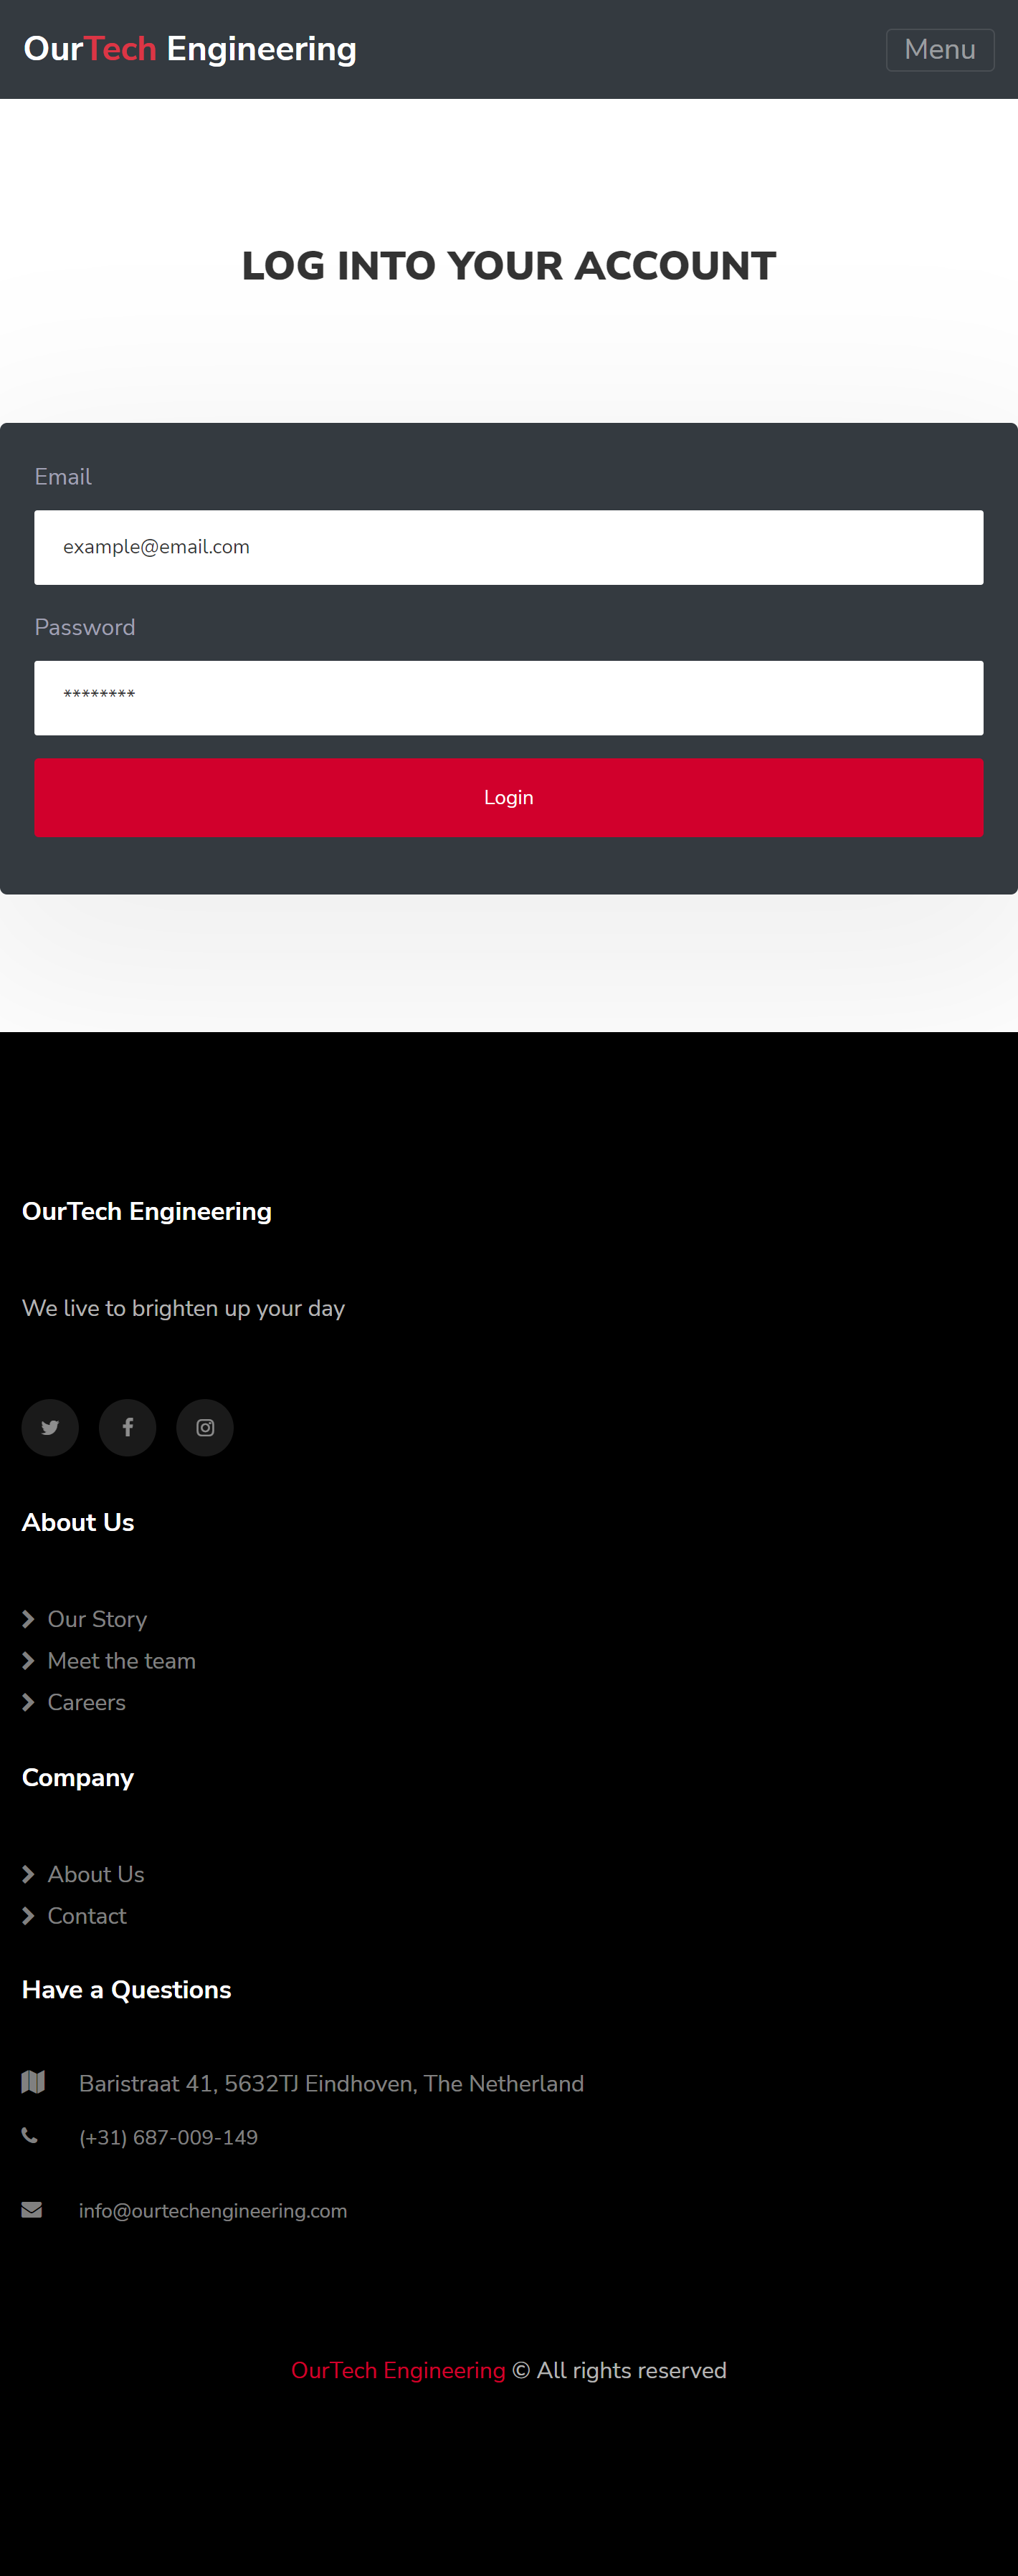 OurTech Engineering
Menu
LOG INTO YOUR ACCOUNT
Email
example@email.com
Password
********
Login
OurTech Engineering
We live to brighten up your day
About Us
Our Story
Meet the team
Careers
Company
About Us
Contact
Have a Questions
Baristraat 41, 5632TJ Eindhoven, The Netherland
(+31) 687-009-149
info@ourtechengineering.com
OurTech Engineering © All rights reserved